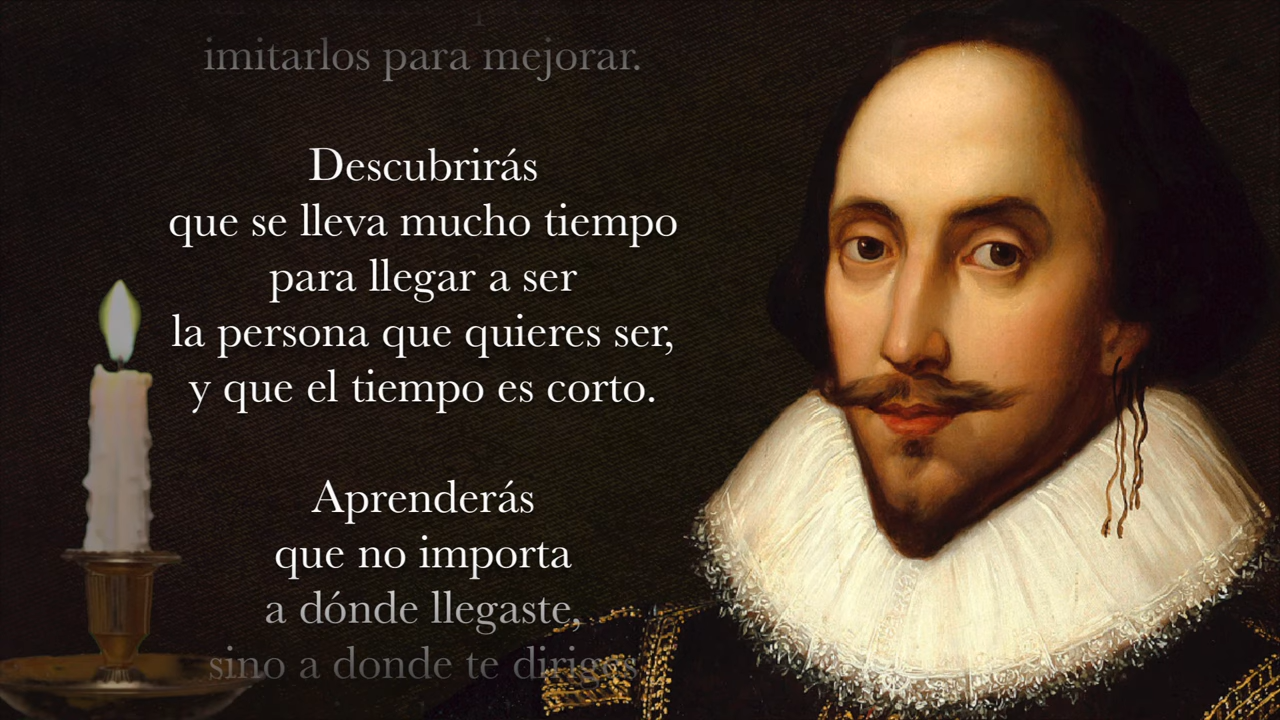 imitarlos para mejorar.
Descubrirás
que se lleva mucho tiempo
para llegar a ser
la persona que quieres ser,
y que el tiempo es corto.
Aprenderás
que no importa
a dónde llegaste,
sino a donde te diriges